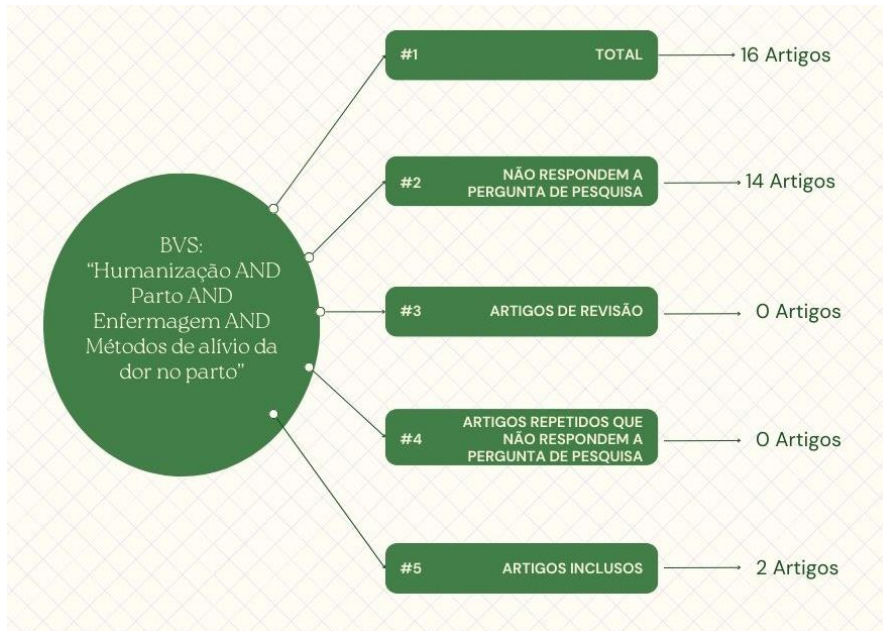 BVS:
“Humanização AND
Parto AND
Enfermagem AND
Métodos de alívio da
dor no parto”
#1 TOTAL 16 Artigos
#2 NÃO RESPONDEM A
PERGUNTA DE PESQUISA 14 Artigos
#3 ARTIGOS DE REVISÃO 0 Artigos
#4 ARTIGOS REPETIDOS QUE
NÃO RESPONDEM A
PERGUNTA DE PESQUISA 0 Artigos
#5 ARTIGOS INCLUSOS 2 Artigos